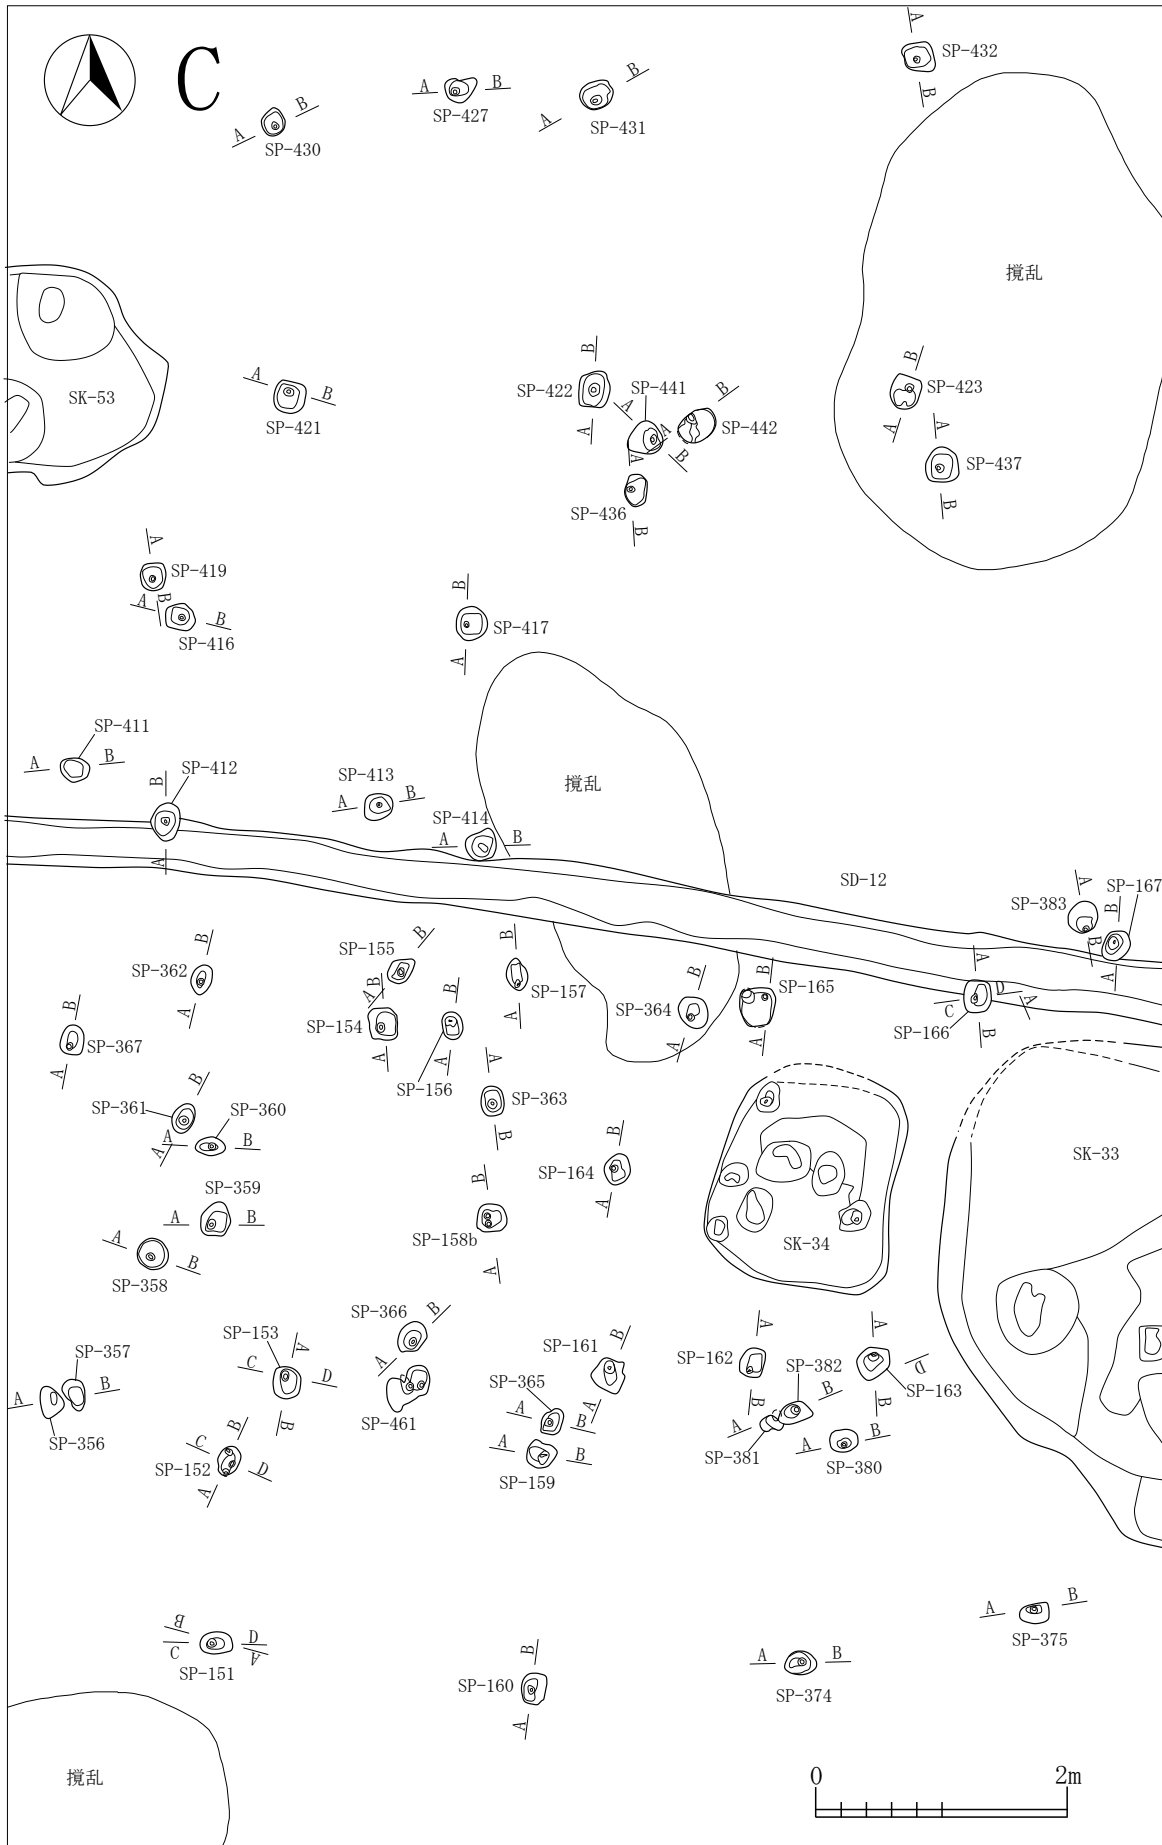 C
A
SP-432
B
A B
SP-427
A B
SP-431
A B
SP-430
撹乱
SK-53
A B
SP-421
B
SP-422
A
SP-441
A
B
B
SP-442
A
A
SP-436
B
B
SP-423
A
A
SP-437
B
A
SP-419
B
A B
SP-416
B
SP-417
A
SP-411
A B
B
SP-412
A
SP-413
A B
撹乱
SP-414
A B
SD-12
A
SP-383
B
SP-167
B
A
B
SP-362
A
SP-155
B
A
B
SP-157
A
B
SP-364
A
B
SP-165
A
A
D
A
C
SP-166
B
B
SP-367
A
B
SP-154
A
B
A
SP-156
A
SP-363
B
B
SP-361
A
SP-360
A B
B
SP-164
A
SK-33
SP-359
A B
B
SP-158b
A
SK-34
A
B
SP-358
SP-366
B
A
SP-153
A
C
D
B
SP-357
A B
SP-356
SP-461
SP-161
B
A
SP-365
A B
A B
SP-159
A
SP-162
B
SP-382
B
A
SP-381
A
D
SP-163
B
A B
SP-380
B
C
SP-152
D
A
B
C
D
A
SP-151
B
SP-160
A
A B
SP-374
A B
SP-375
撹乱
0 2m